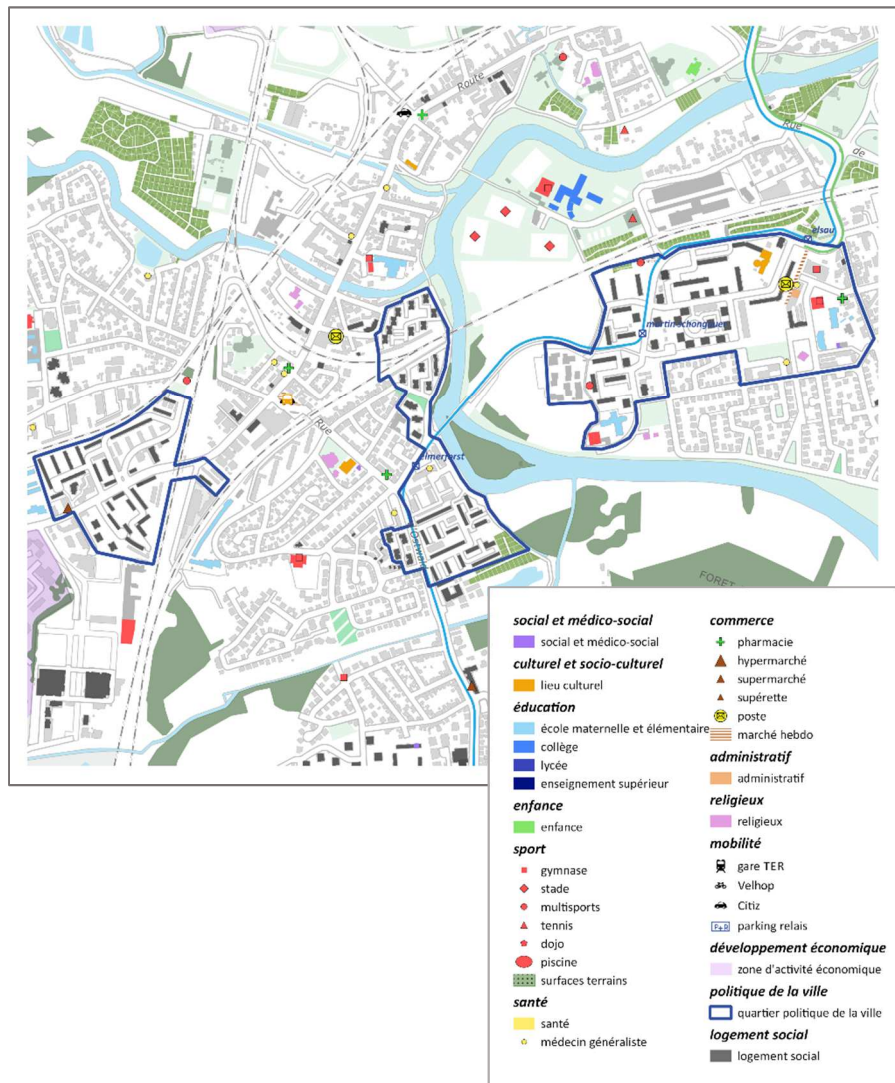 Route
Rue
de
elsau
Rue
elmerforst
FORET
social et médico-social
social et médico-social
culturel et socio-culturel
lieu culturel
éducation
école maternelle et élémentaire
collège
lycée
enseignement supérieur
enfance
enfance
sport
gymnase
stade
multisports
tennis
dojo
piscine
surfaces terrains
santé
santé
médecin généraliste
commerce
pharmacie
hypermarché
supermarché
supérette
poste
marché hebdo
administratif
administratif
religieux
religieux
mobilité
gare TER
Velhop
Citiz
P+R parking relais
développement économique
zone d'activité économique
politique de la ville
quartier politique de la ville
logement social
logement social